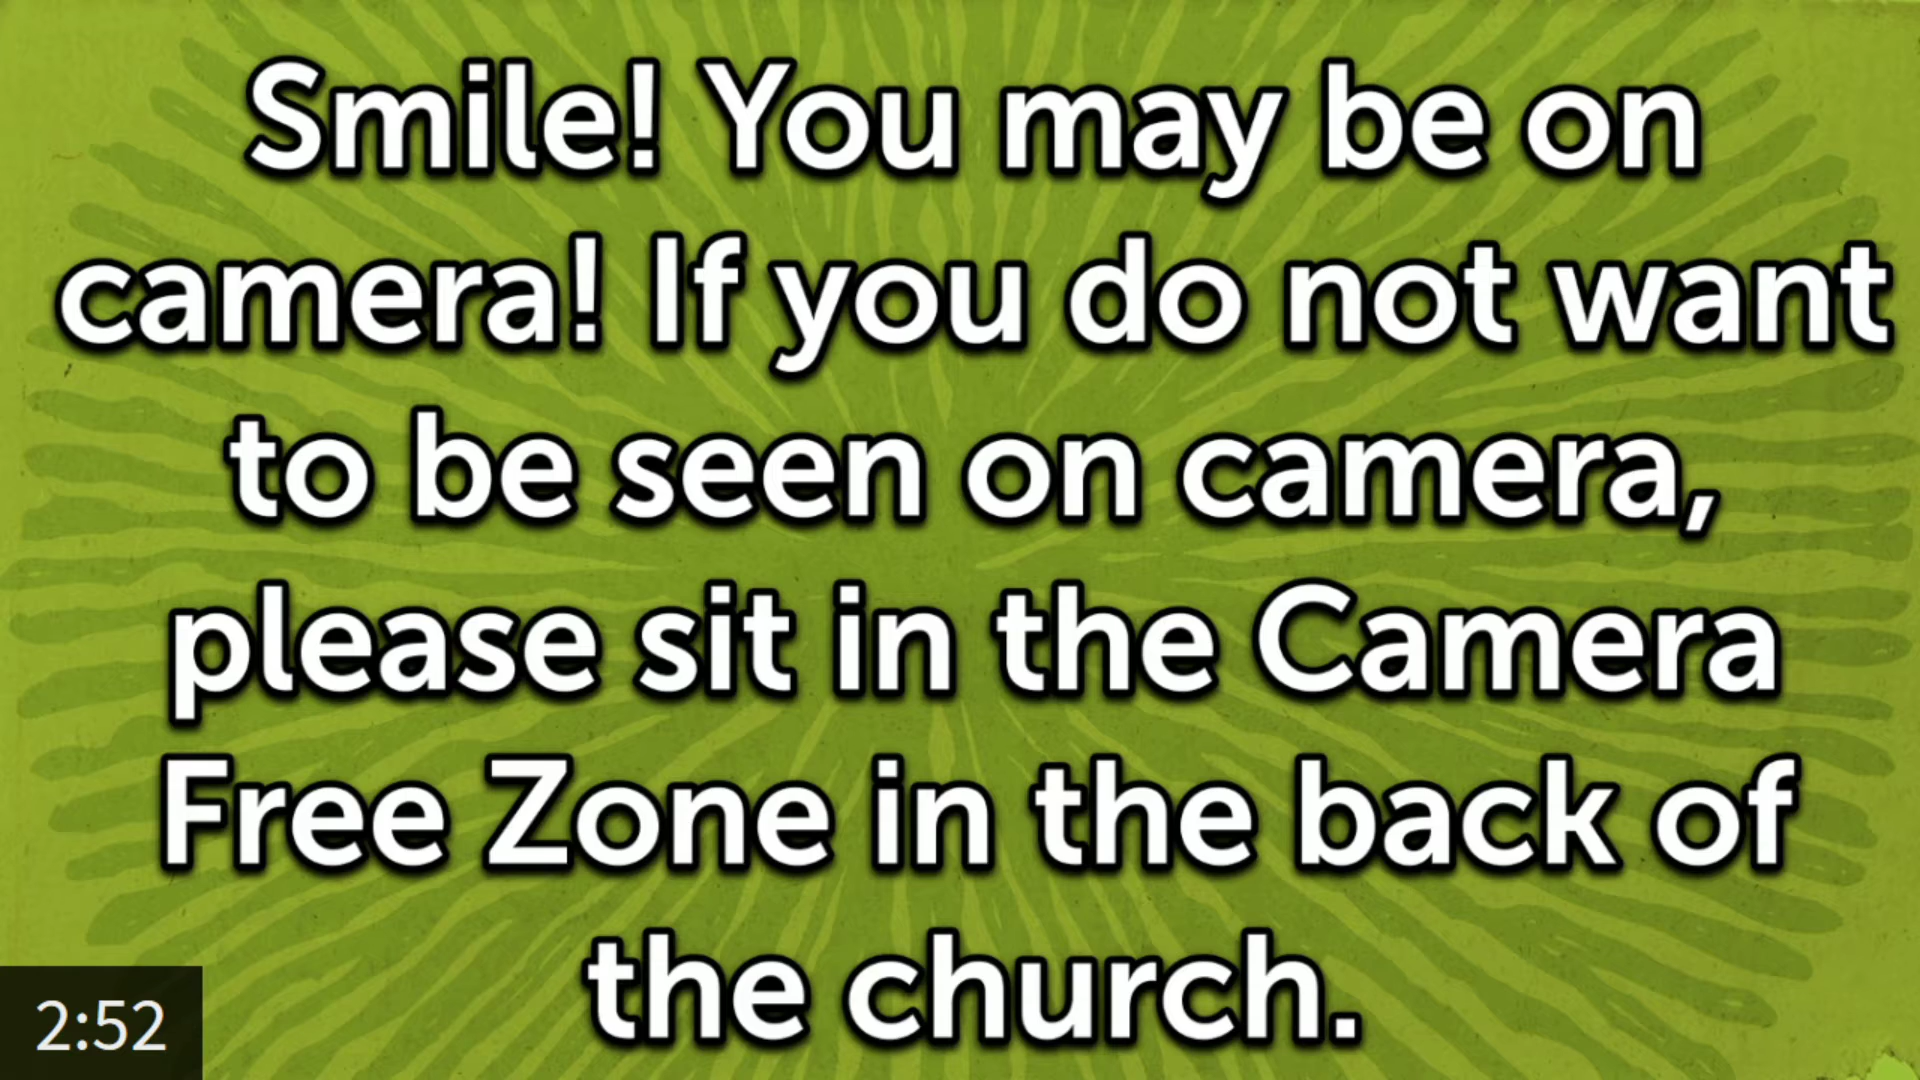 Smile! You may be on
camera! If you do not want
to be seen on camera,
please sit in the Camera
Free Zone in the back of
the church.
2:52